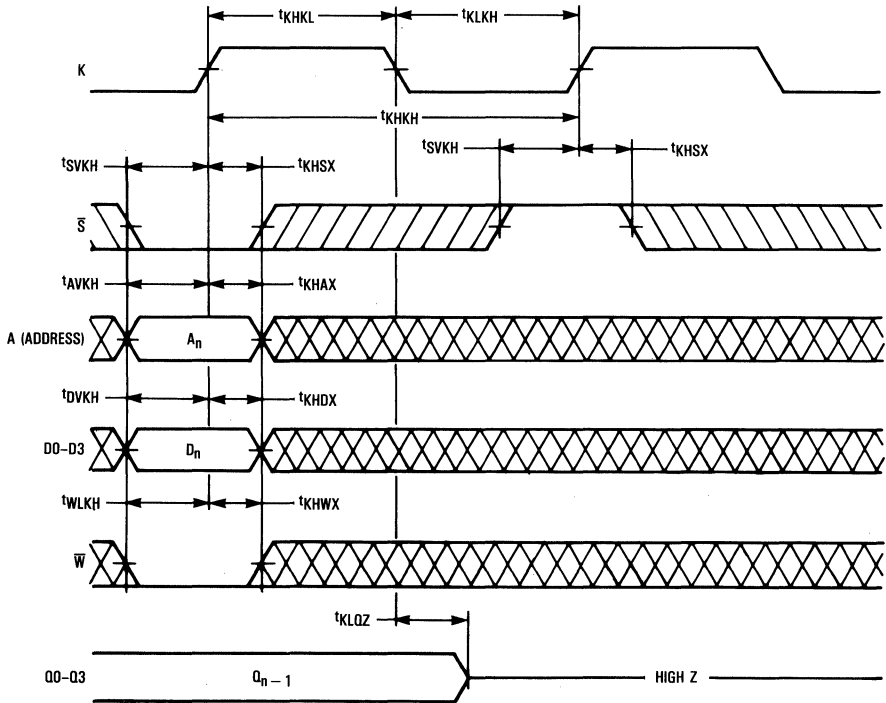 tKHKL tKLKH
K
tKHKH
tSVKH tKHSX tSVKH tKHSX
S̅
tAVKH tKHAX
A (ADDRESS) An
tDVKH tKHDX
D0–D3 Dn
tWLKH tKHWX
W̅
tKLQZ
Q0–Q3 Qn – 1 HIGH Z